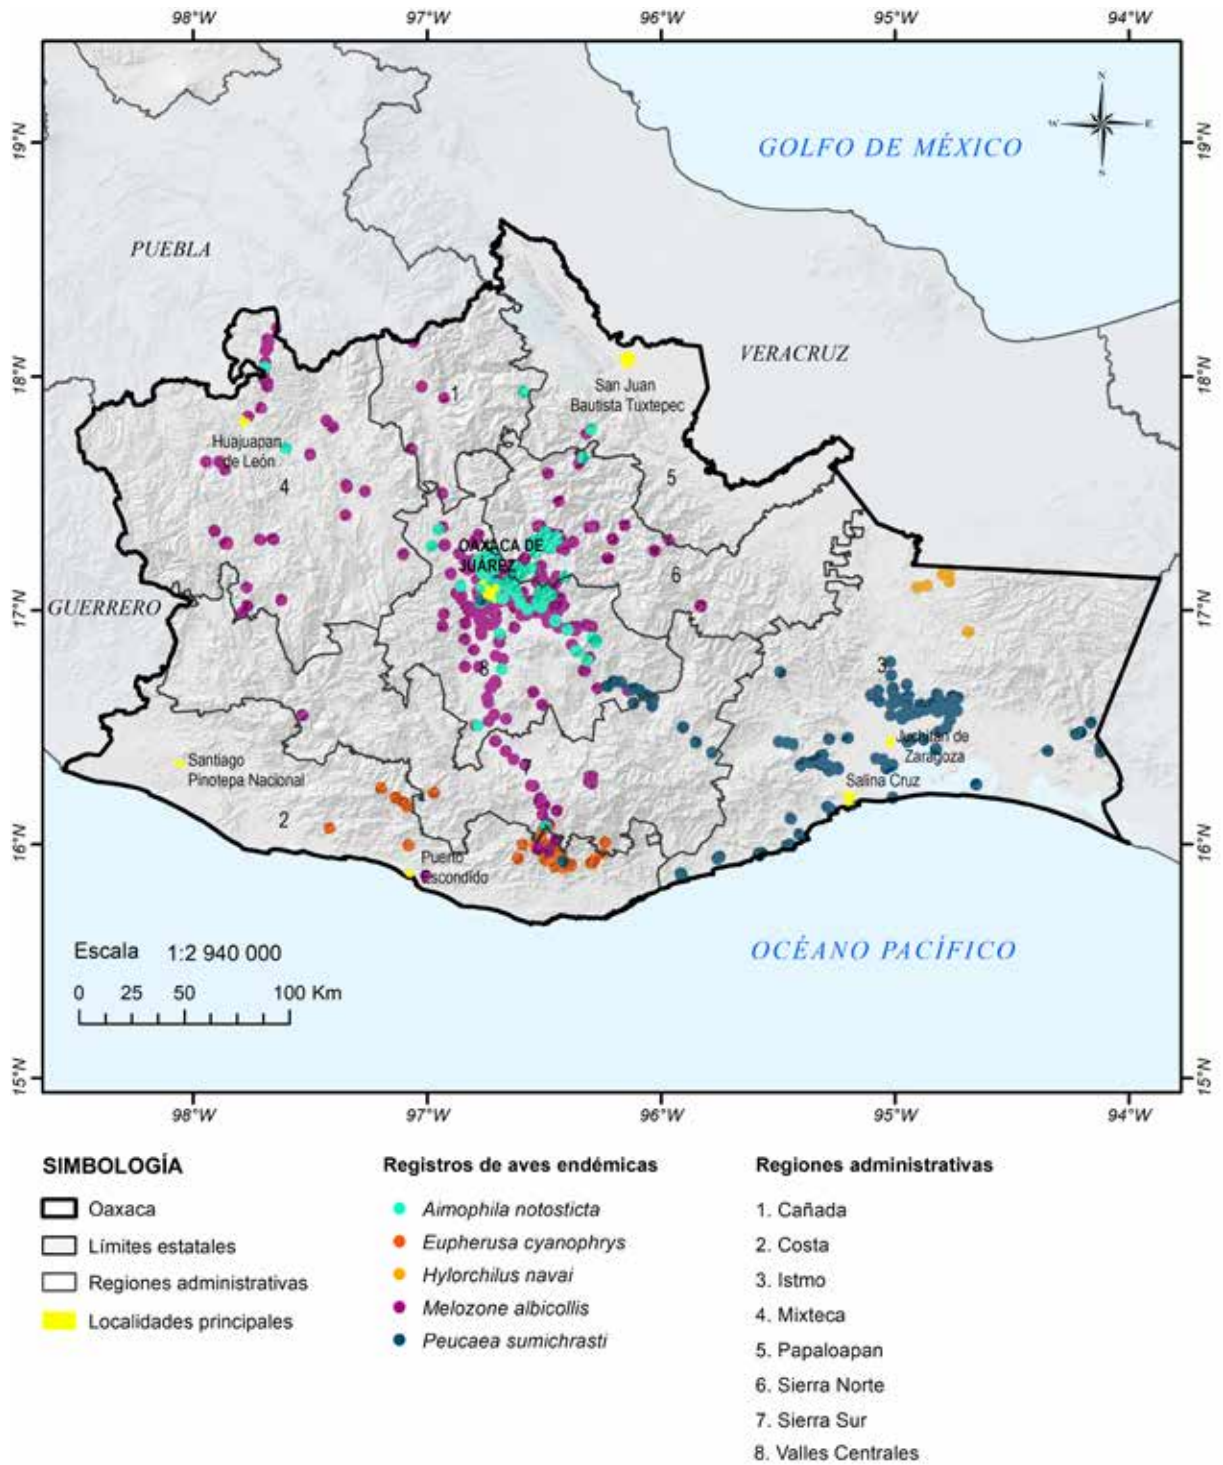 98°W 97°W 96°W 95°W 94°W
N
W E
S
19°N 19°N
GOLFO DE MÉXICO
PUEBLA
VERACRUZ
18°N 18°N
San Juan
Bautista Tuxtepec
1
Huajuapan
de León
4
5
OAXACA DE
JUÁREZ
6
17°N 17°N
GUERRERO
8
3
Juchitán de
Zaragoza
Santiago
Pinotepa Nacional
7
Salina Cruz
2
16°N 16°N
Puerto
Escondido
OCÉANO PACÍFICO
Escala 1:2 940 000
0 25 50 100 Km
15°N 15°N
98°W 97°W 96°W 95°W 94°W
SIMBOLOGÍA
Oaxaca
Límites estatales
Regiones administrativas
Localidades principales
Registros de aves endémicas
Aimophila notosticta
Eupherusa cyanophrys
Hylorchilus navai
Melozone albicollis
Peucaea sumichrasti
Regiones administrativas
1. Cañada
2. Costa
3. Istmo
4. Mixteca
5. Papaloapan
6. Sierra Norte
7. Sierra Sur
8. Valles Centrales